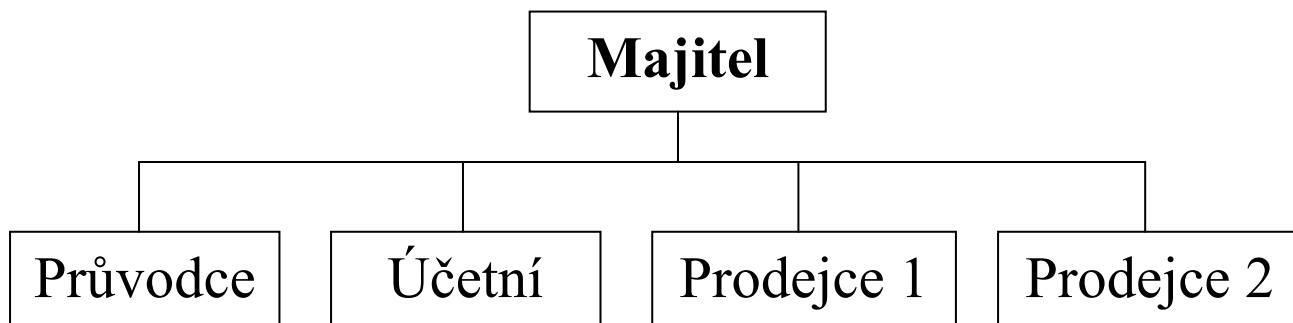 Majitel
Průvodce
Účetní
Prodejce 1
Prodejce 2